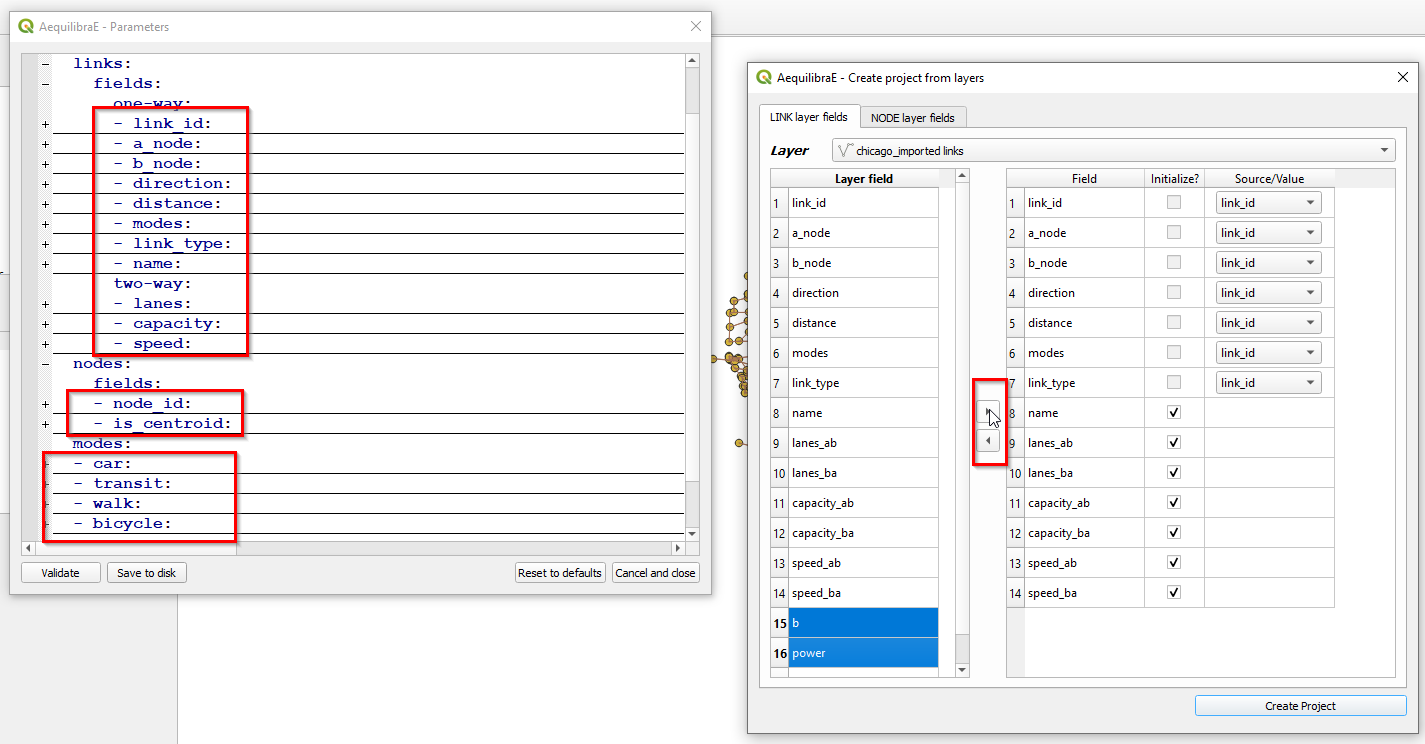 AequilibraE - Parameters
links:
fields:
one-way:
- link_id:
- a_node:
- b_node:
- direction:
- distance:
- modes:
- link_type:
- name:
two-way:
- lanes:
- capacity:
- speed:
nodes:
fields:
- node_id:
- is_centroid:
modes:
- car:
- transit:
- walk:
- bicycle:
Validate Save to disk Reset to defaults Cancel and close
AequilibraE - Create project from layers
LINK layer fields NODE layer fields
Layer chicago_imported links
Layer field
1 link_id
2 a_node
3 b_node
4 direction
5 distance
6 modes
7 link_type
8 name
9 lanes_ab
10 lanes_ba
11 capacity_ab
12 capacity_ba
13 speed_ab
14 speed_ba
15 b
16 power
Field Initialize? Source/Value
1 link_id link_id
2 a_node link_id
3 b_node link_id
4 direction link_id
5 distance link_id
6 modes link_id
7 link_type link_id
8 name
9 lanes_ab
10 lanes_ba
11 capacity_ab
12 capacity_ba
13 speed_ab
14 speed_ba
Create Project